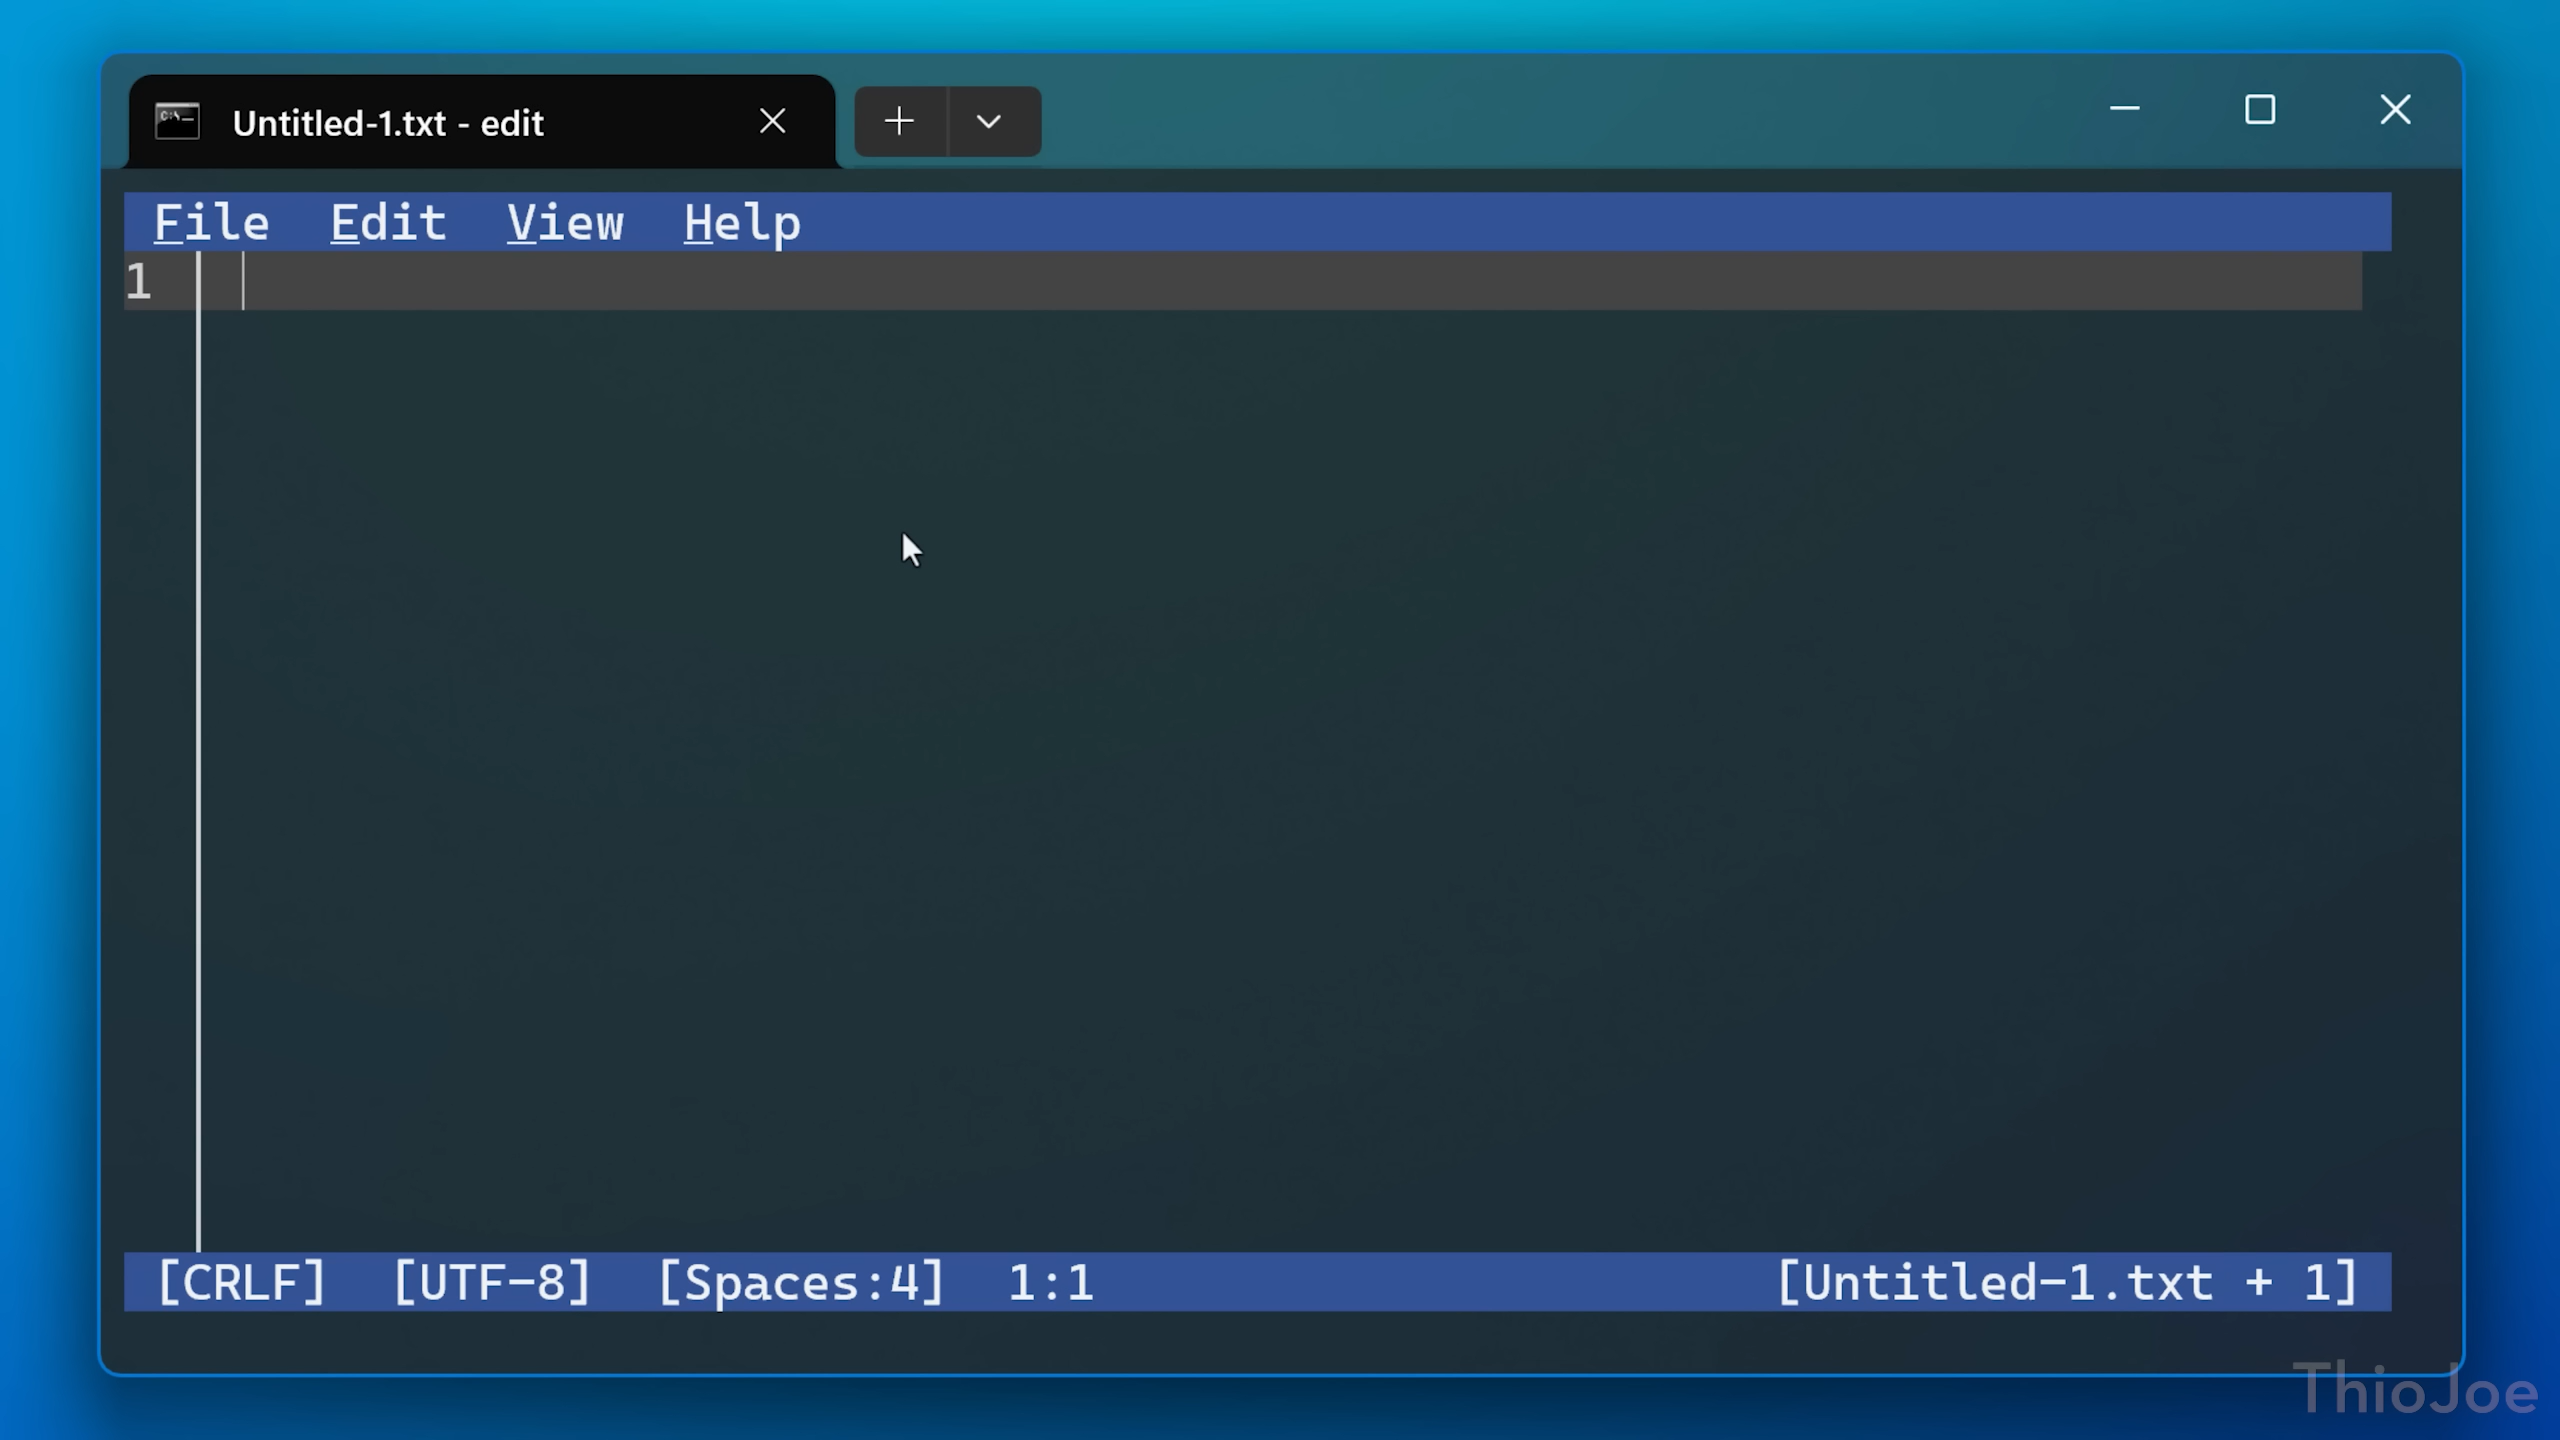 Untitled-1.txt - edit
File Edit View Help
1
[CRLF] [UTF-8] [Spaces:4] 1:1 [Untitled-1.txt + 1]
ThioJoe